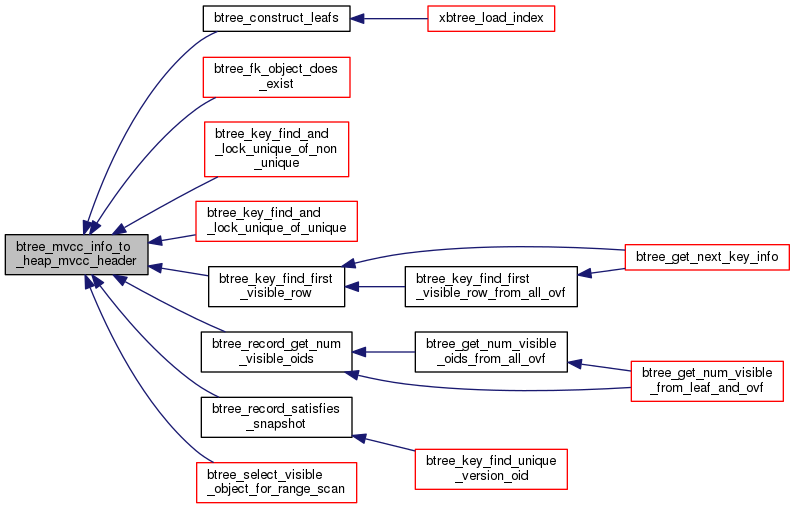 btree_construct_leafs
xbtree_load_index
btree_fk_object_does
_exist
btree_key_find_and
_lock_unique_of_non
_unique
btree_key_find_and
_lock_unique_of_unique
btree_mvcc_info_to
_heap_mvcc_header
btree_key_find_first
_visible_row
btree_key_find_first
_visible_row_from_all_ovf
btree_get_next_key_info
btree_record_get_num
_visible_oids
btree_get_num_visible
_oids_from_all_ovf
btree_get_num_visible
_from_leaf_and_ovf
btree_record_satisfies
_snapshot
btree_key_find_unique
_version_oid
btree_select_visible
_object_for_range_scan